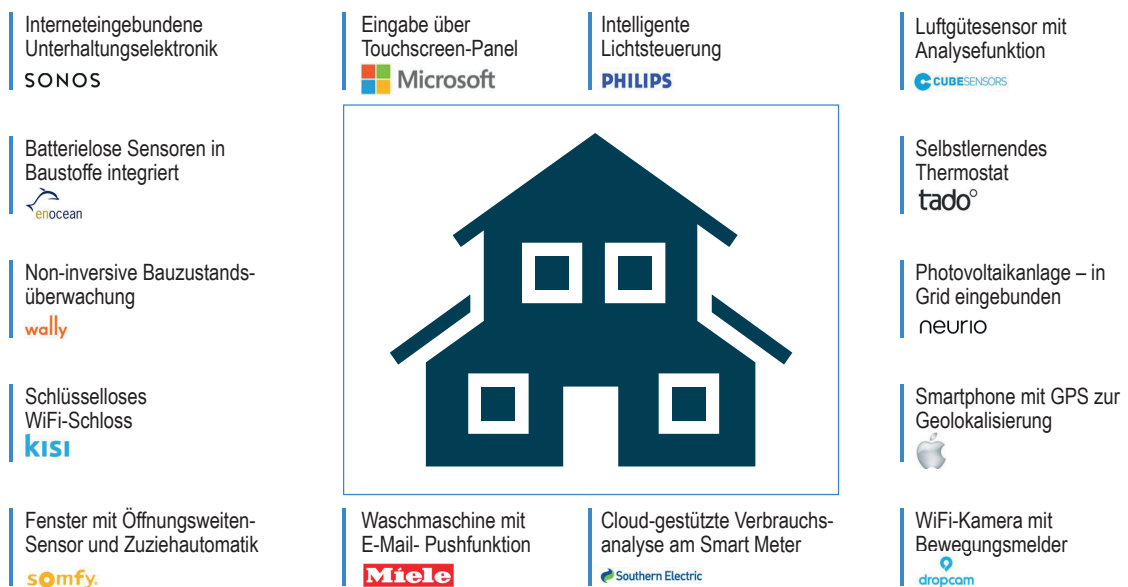 Interneteingebundene
Unterhaltungselektronik
SONOS
Eingabe über
Touchscreen-Panel
Microsoft
Intelligente
Lichtsteuerung
PHILIPS
Luftgütesensor mit
Analysefunktion
CUBESENSORS
Batterielose Sensoren in
Baustoffe integriert
enocean
Selbstlernendes
Thermostat
tado°
Non-inversive Bauzustands-
überwachung
wally
Photovoltaikanlage – in
Grid eingebunden
neurio
Schlüsselloses
WiFi-Schloss
KISI
Smartphone mit GPS zur
Geolokalisierung
Fenster mit Öffnungsweiten-
Sensor und Zuziehautomatik
somfy.
Waschmaschine mit
E-Mail- Pushfunktion
Miele
Cloud-gestützte Verbrauchs-
analyse am Smart Meter
Southern Electric
WiFi-Kamera mit
Bewegungsmelder
dropcam